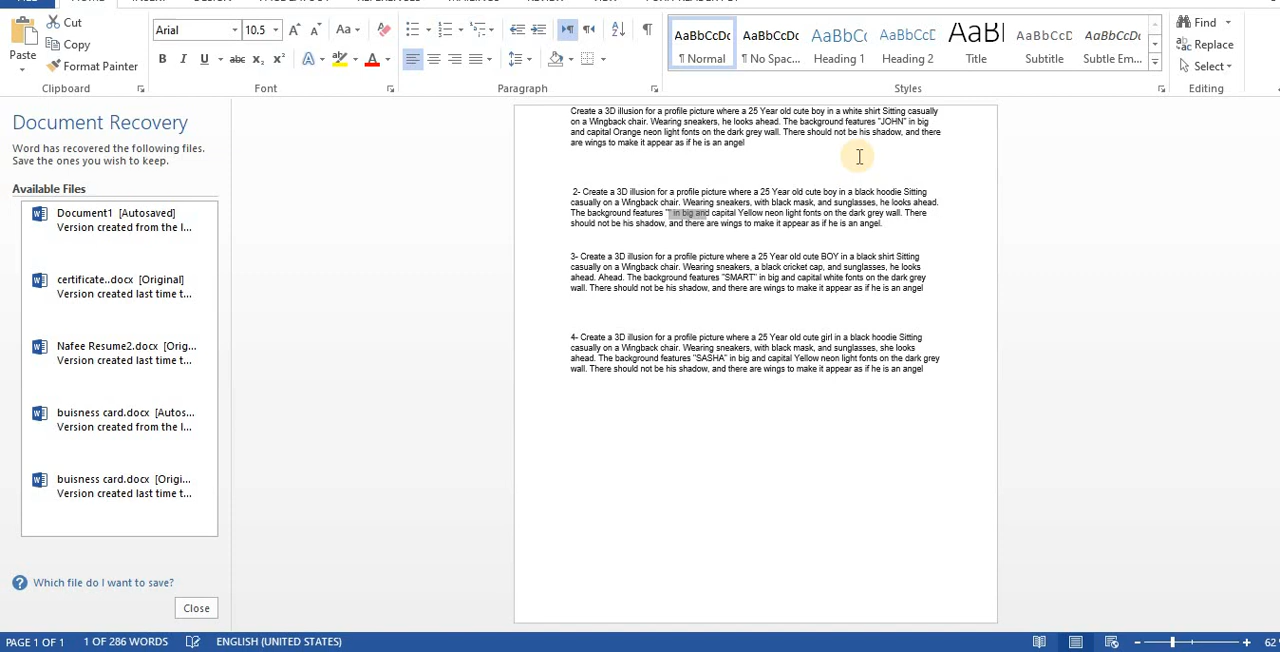 HOME
Cut
Copy
Format Painter
Paste
Clipboard
Arial
10.5
Aa
B I U abc x₂ x²
Font
Paragraph
AaBbCcDc
¶ Normal
AaBbCcDc
¶ No Spac...
AaBbCc
Heading 1
AaBbCcD
Heading 2
AaBl
Title
AaBbCcD
Subtitle
AaBbCcDc
Subtle Em...
Styles
Find
Replace
Select
Editing
Document Recovery
Word has recovered the following files.
Save the ones you wish to keep.
Available Files
Document1 [Autosaved]
Version created from the l...
certificate..docx [Original]
Version created last time t...
Nafee Resume2.docx [Orig...
Version created last time t...
buisness card.docx [Autos...
Version created from the l...
buisness card.docx [Origi...
Version created last time t...
Which file do I want to save?
Close
Create a 3D illusion for a profile picture where a 25 Year old cute boy in a white shirt Sitting casually
on a Wingback chair. Wearing sneakers, he looks ahead. The background features "JOHN" in big
and capital Orange neon light fonts on the dark grey wall. There should not be his shadow, and there
are wings to make it appear as if he is an angel
2- Create a 3D illusion for a profile picture where a 25 Year old cute boy in a black hoodie Sitting
casually on a Wingback chair. Wearing sneakers, with black mask, and sunglasses, he looks ahead.
The background features " in big and capital Yellow neon light fonts on the dark grey wall. There
should not be his shadow, and there are wings to make it appear as if he is an angel.
3- Create a 3D illusion for a profile picture where a 25 Year old cute BOY in a black shirt Sitting
casually on a Wingback chair. Wearing sneakers, a black cricket cap, and sunglasses, he looks
ahead. Ahead. The background features "SMART" in big and capital white fonts on the dark grey
wall. There should not be his shadow, and there are wings to make it appear as if he is an angel
4- Create a 3D illusion for a profile picture where a 25 Year old cute girl in a black hoodie Sitting
casually on a Wingback chair. Wearing sneakers, with black mask, and sunglasses, she looks
ahead. The background features "SASHA" in big and capital Yellow neon light fonts on the dark grey
wall. There should not be his shadow, and there are wings to make it appear as if he is an angel
PAGE 1 OF 1
1 OF 286 WORDS
ENGLISH (UNITED STATES)